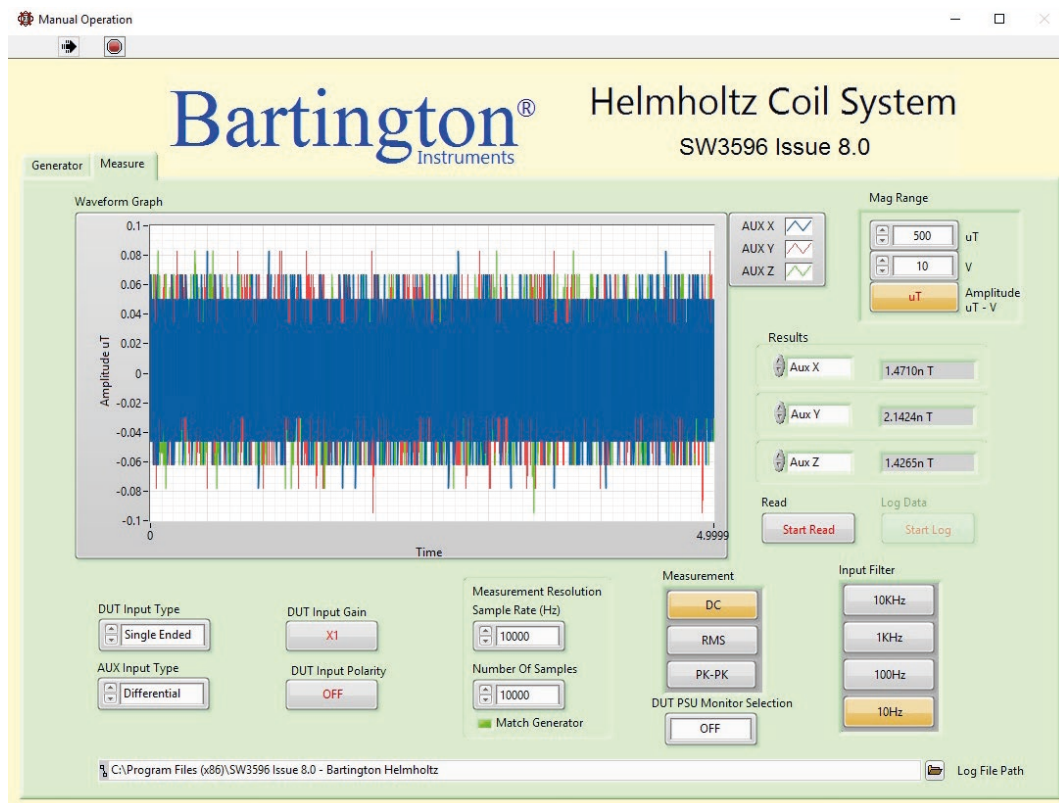 Manual Operation
Bartington®
Instruments
Helmholtz Coil System
SW3596 Issue 8.0
Generator
Measure
Waveform Graph
Amplitude uT
0.1
0.08
0.06
0.04
0.02
0
-0.02
-0.04
-0.06
-0.08
-0.1
0
4.9999
Time
AUX X
AUX Y
AUX Z
Mag Range
500 uT
10 V
uT
Amplitude
uT - V
Results
Aux X 1.4710n T
Aux Y 2.1424n T
Aux Z 1.4265n T
Read
Start Read
Log Data
Start Log
DUT Input Type
Single Ended
AUX Input Type
Differential
DUT Input Gain
X1
DUT Input Polarity
OFF
Measurement Resolution
Sample Rate (Hz)
10000
Number Of Samples
10000
Match Generator
Measurement
DC
RMS
PK-PK
DUT PSU Monitor Selection
OFF
Input Filter
10KHz
1KHz
100Hz
10Hz
C:\Program Files (x86)\SW3596 Issue 8.0 - Bartington Helmholtz
Log File Path